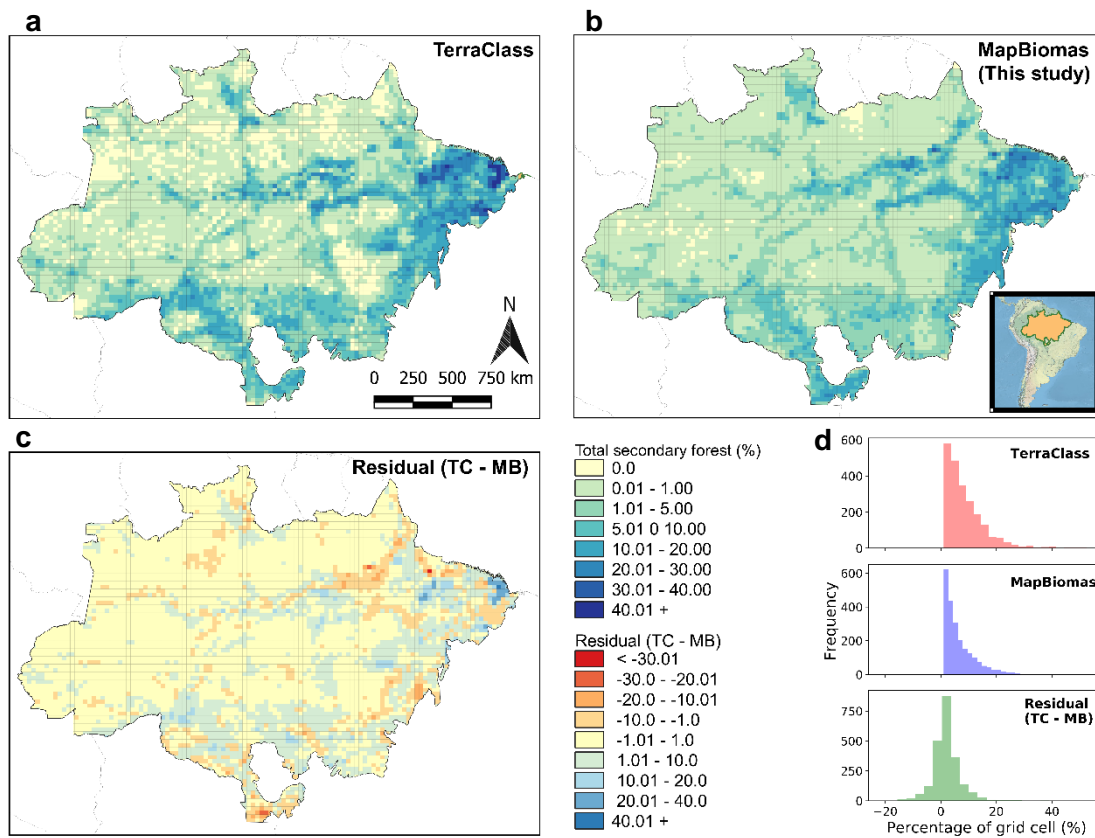 a
TerraClass
N
0 250 500 750 km
b
MapBiomas
(This study)
c
Residual (TC - MB)
Total secondary forest (%)
0.0
0.01 - 1.00
1.01 - 5.00
5.01 0 10.00
10.01 - 20.00
20.01 - 30.00
30.01 - 40.00
40.01 +
Residual (TC - MB)
< -30.01
-30.0 - -20.01
-20.0 - -10.01
-10.0 - -1.0
-1.01 - 1.0
1.01 - 10.0
10.01 - 20.0
20.01 - 40.0
40.01 +
d
TerraClass
600
400
200
0
MapBiomas
600
400
200
0
Frequency
Residual
(TC - MB)
750
500
250
0
-20 0 20 40
Percentage of grid cell (%)